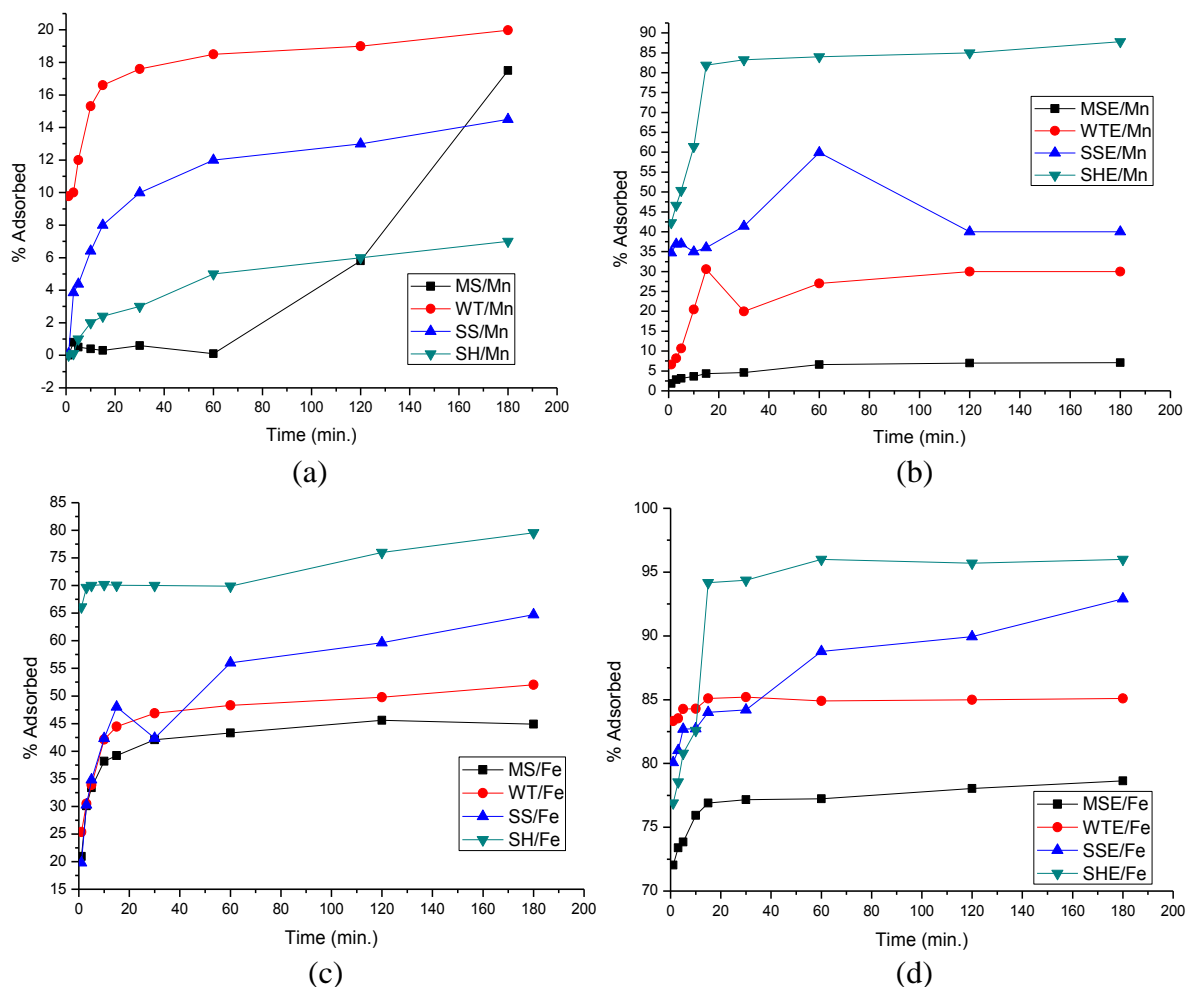 20
18
16
14
12
10
8
6
4
2
0
-2
% Adsorbed
MS/Mn
WT/Mn
SS/Mn
SH/Mn
0 20 40 60 80 100 120 140 160 180 200
Time (min.)
(a)
90
85
80
75
70
65
60
55
50
45
40
35
30
25
20
15
10
5
0
% Adsorbed
MSE/Mn
WTE/Mn
SSE/Mn
SHE/Mn
0 20 40 60 80 100 120 140 160 180 200
Time (min.)
(b)
85
80
75
70
65
60
55
50
45
40
35
30
25
20
15
% Adsorbed
MS/Fe
WT/Fe
SS/Fe
SH/Fe
0 20 40 60 80 100 120 140 160 180 200
Time (min.)
(c)
100
95
90
85
80
75
70
% Adsorbed
MSE/Fe
WTE/Fe
SSE/Fe
SHE/Fe
0 20 40 60 80 100 120 140 160 180 200
Time (min.)
(d)